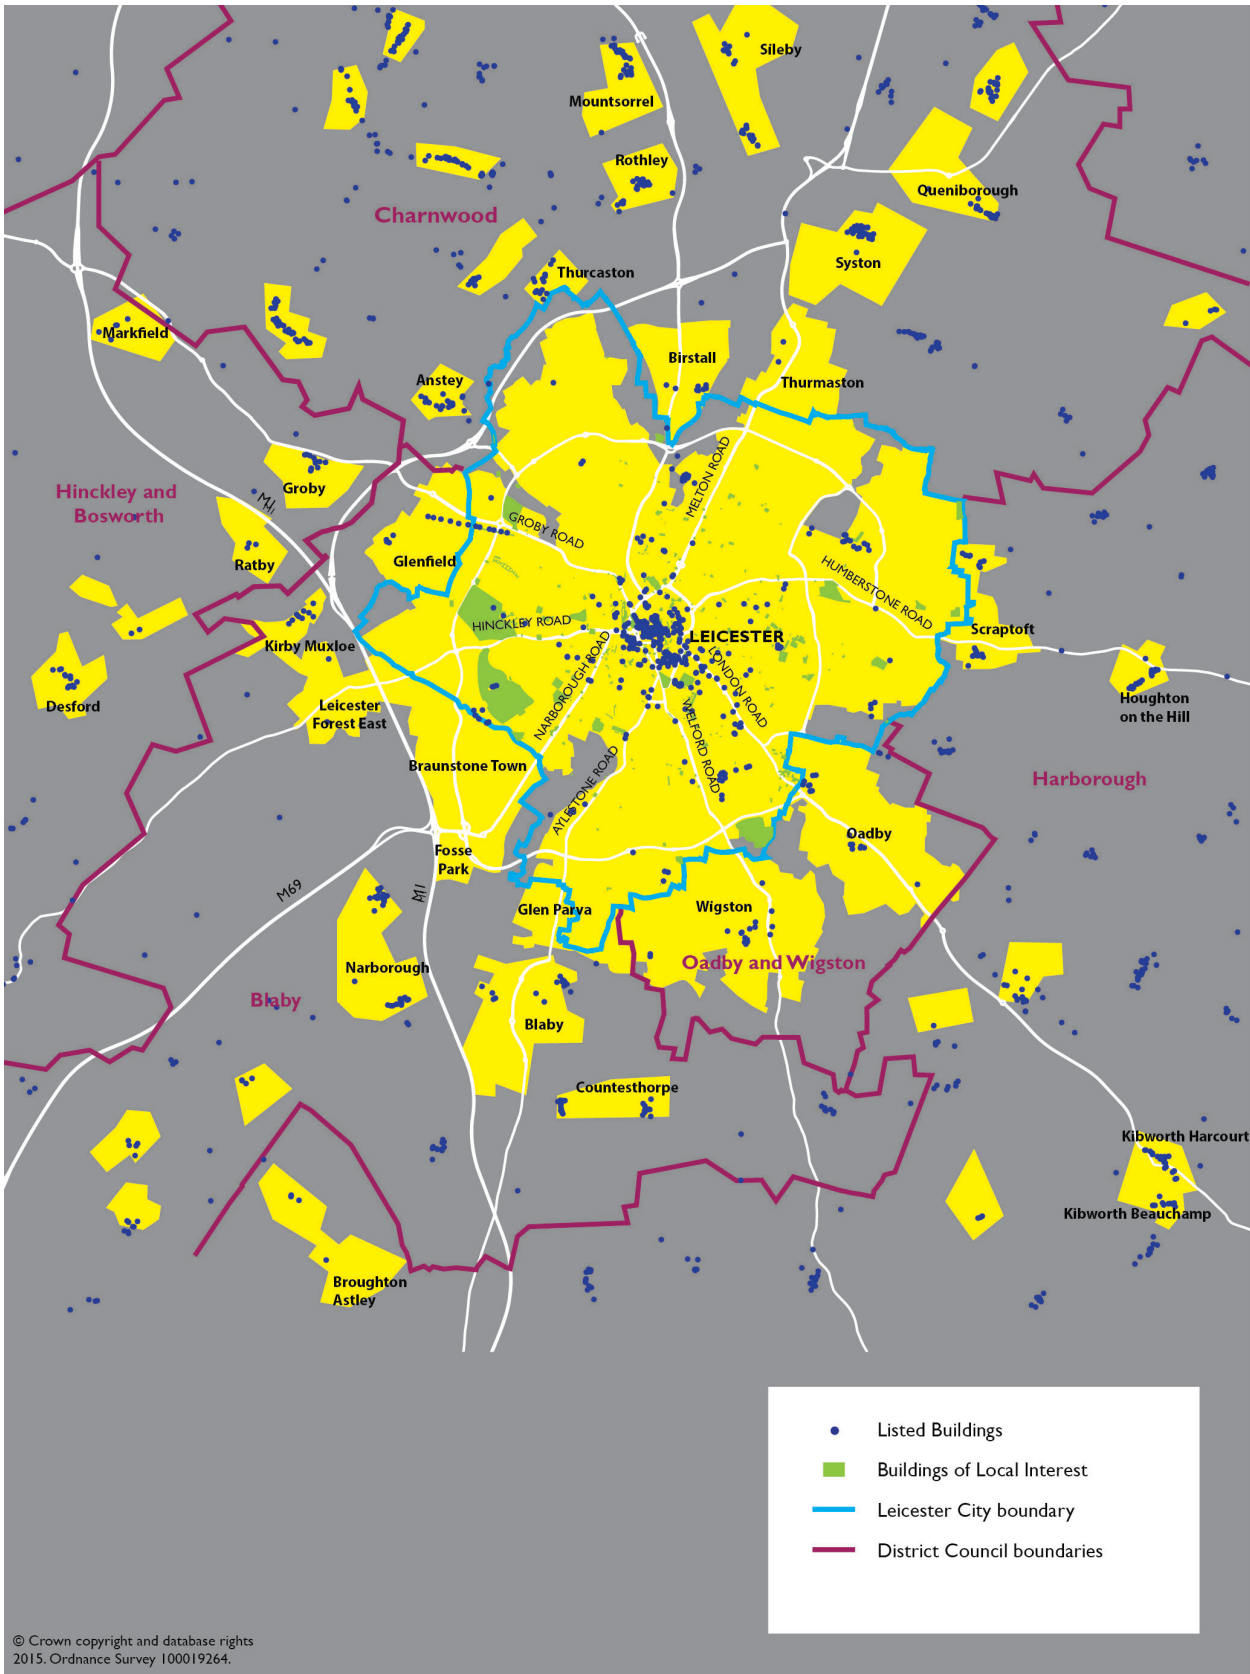 Sileby
Mountsorrel
Rothley
Queniborough
Charnwood
Syston
Thurcaston
Markfield
Birstall
Anstey
Thurmaston
MELTON ROAD
Groby
Hinckley and
Bosworth
M1
GROBY ROAD
Ratby
Glenfield
HUMBERSTONE ROAD
HINCKLEY ROAD
LEICESTER
Scraptoft
Kirby Muxloe
NARBOROUGH ROAD
LONDON ROAD
Desford
Leicester
Forest East
WELFORD ROAD
Houghton
on the Hill
Braunstone Town
Harborough
AYLESTONE ROAD
Oadby
Fosse
Park
M69
M1
Glen Parva
Wigston
Narborough
Oadby and Wigston
Blaby
Blaby
Countesthorpe
Kibworth Harcourt
Kibworth Beauchamp
Broughton
Astley
Listed Buildings
Buildings of Local Interest
Leicester City boundary
District Council boundaries
© Crown copyright and database rights
2015. Ordnance Survey 100019264.